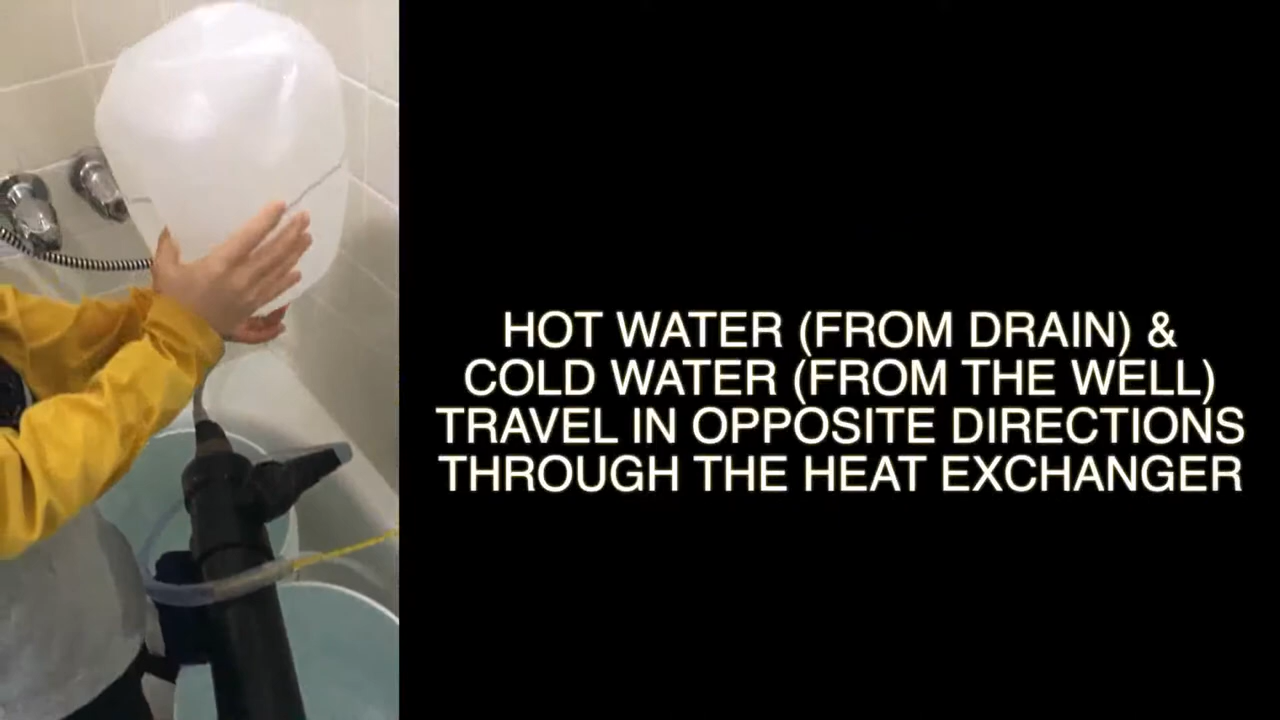 HOT WATER (FROM DRAIN) &
COLD WATER (FROM THE WELL)
TRAVEL IN OPPOSITE DIRECTIONS
THROUGH THE HEAT EXCHANGER